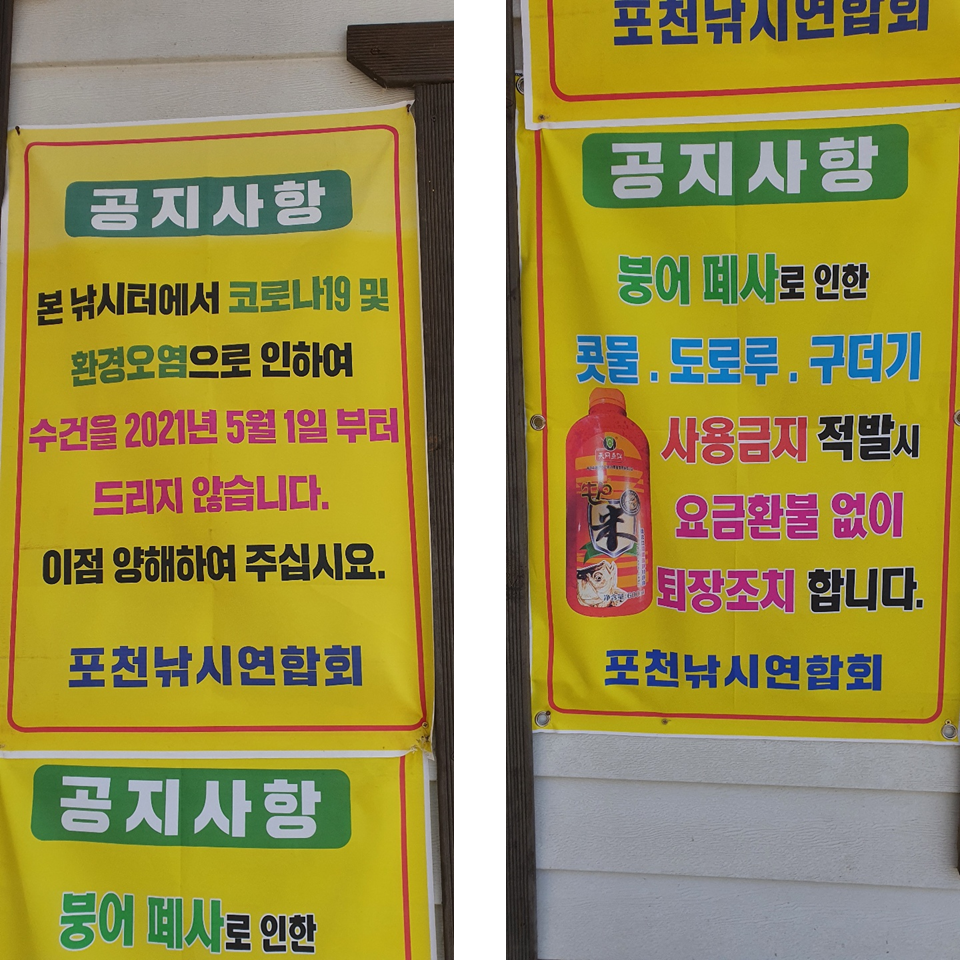 공지사항
본 낚시터에서 코로나19 및
환경오염으로 인하여
수건을 2021년 5월 1일 부터
드리지 않습니다.
이점 양해하여 주십시요.
포천낚시연합회
공지사항
붕어 폐사로 인한
포천낚시연합회
공지사항
붕어 폐사로 인한
콧물 . 도로루 . 구더기
사용금지 적발시
요금환불 없이
米
퇴장조치 합니다.
포천낚시연합회